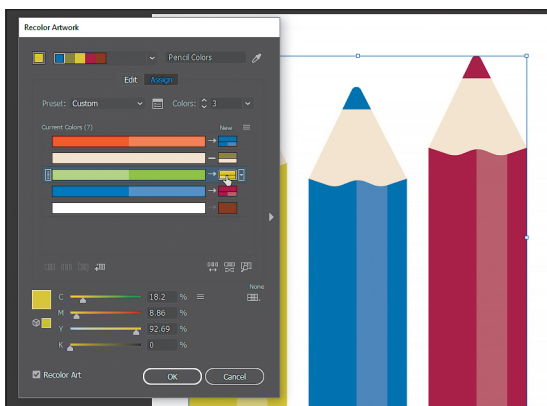 Recolor Artwork
Pencil Colors
Edit Assign
Preset: Custom Colors: 3
Current Colors (7) New
None
C 18.2 %
M 8.86 %
Y 92.69 %
K 0 %
Recolor Art OK Cancel